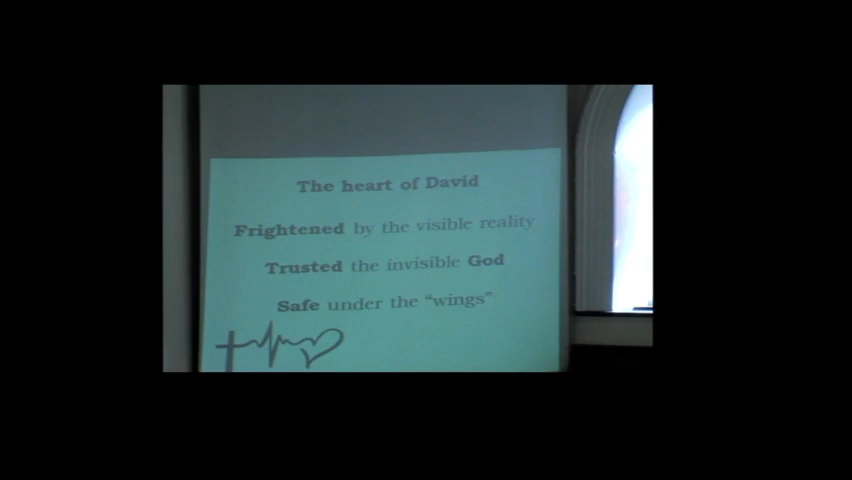 The heart of David
Frightened by the visible reality
Trusted the invisible God
Safe under the “wings”